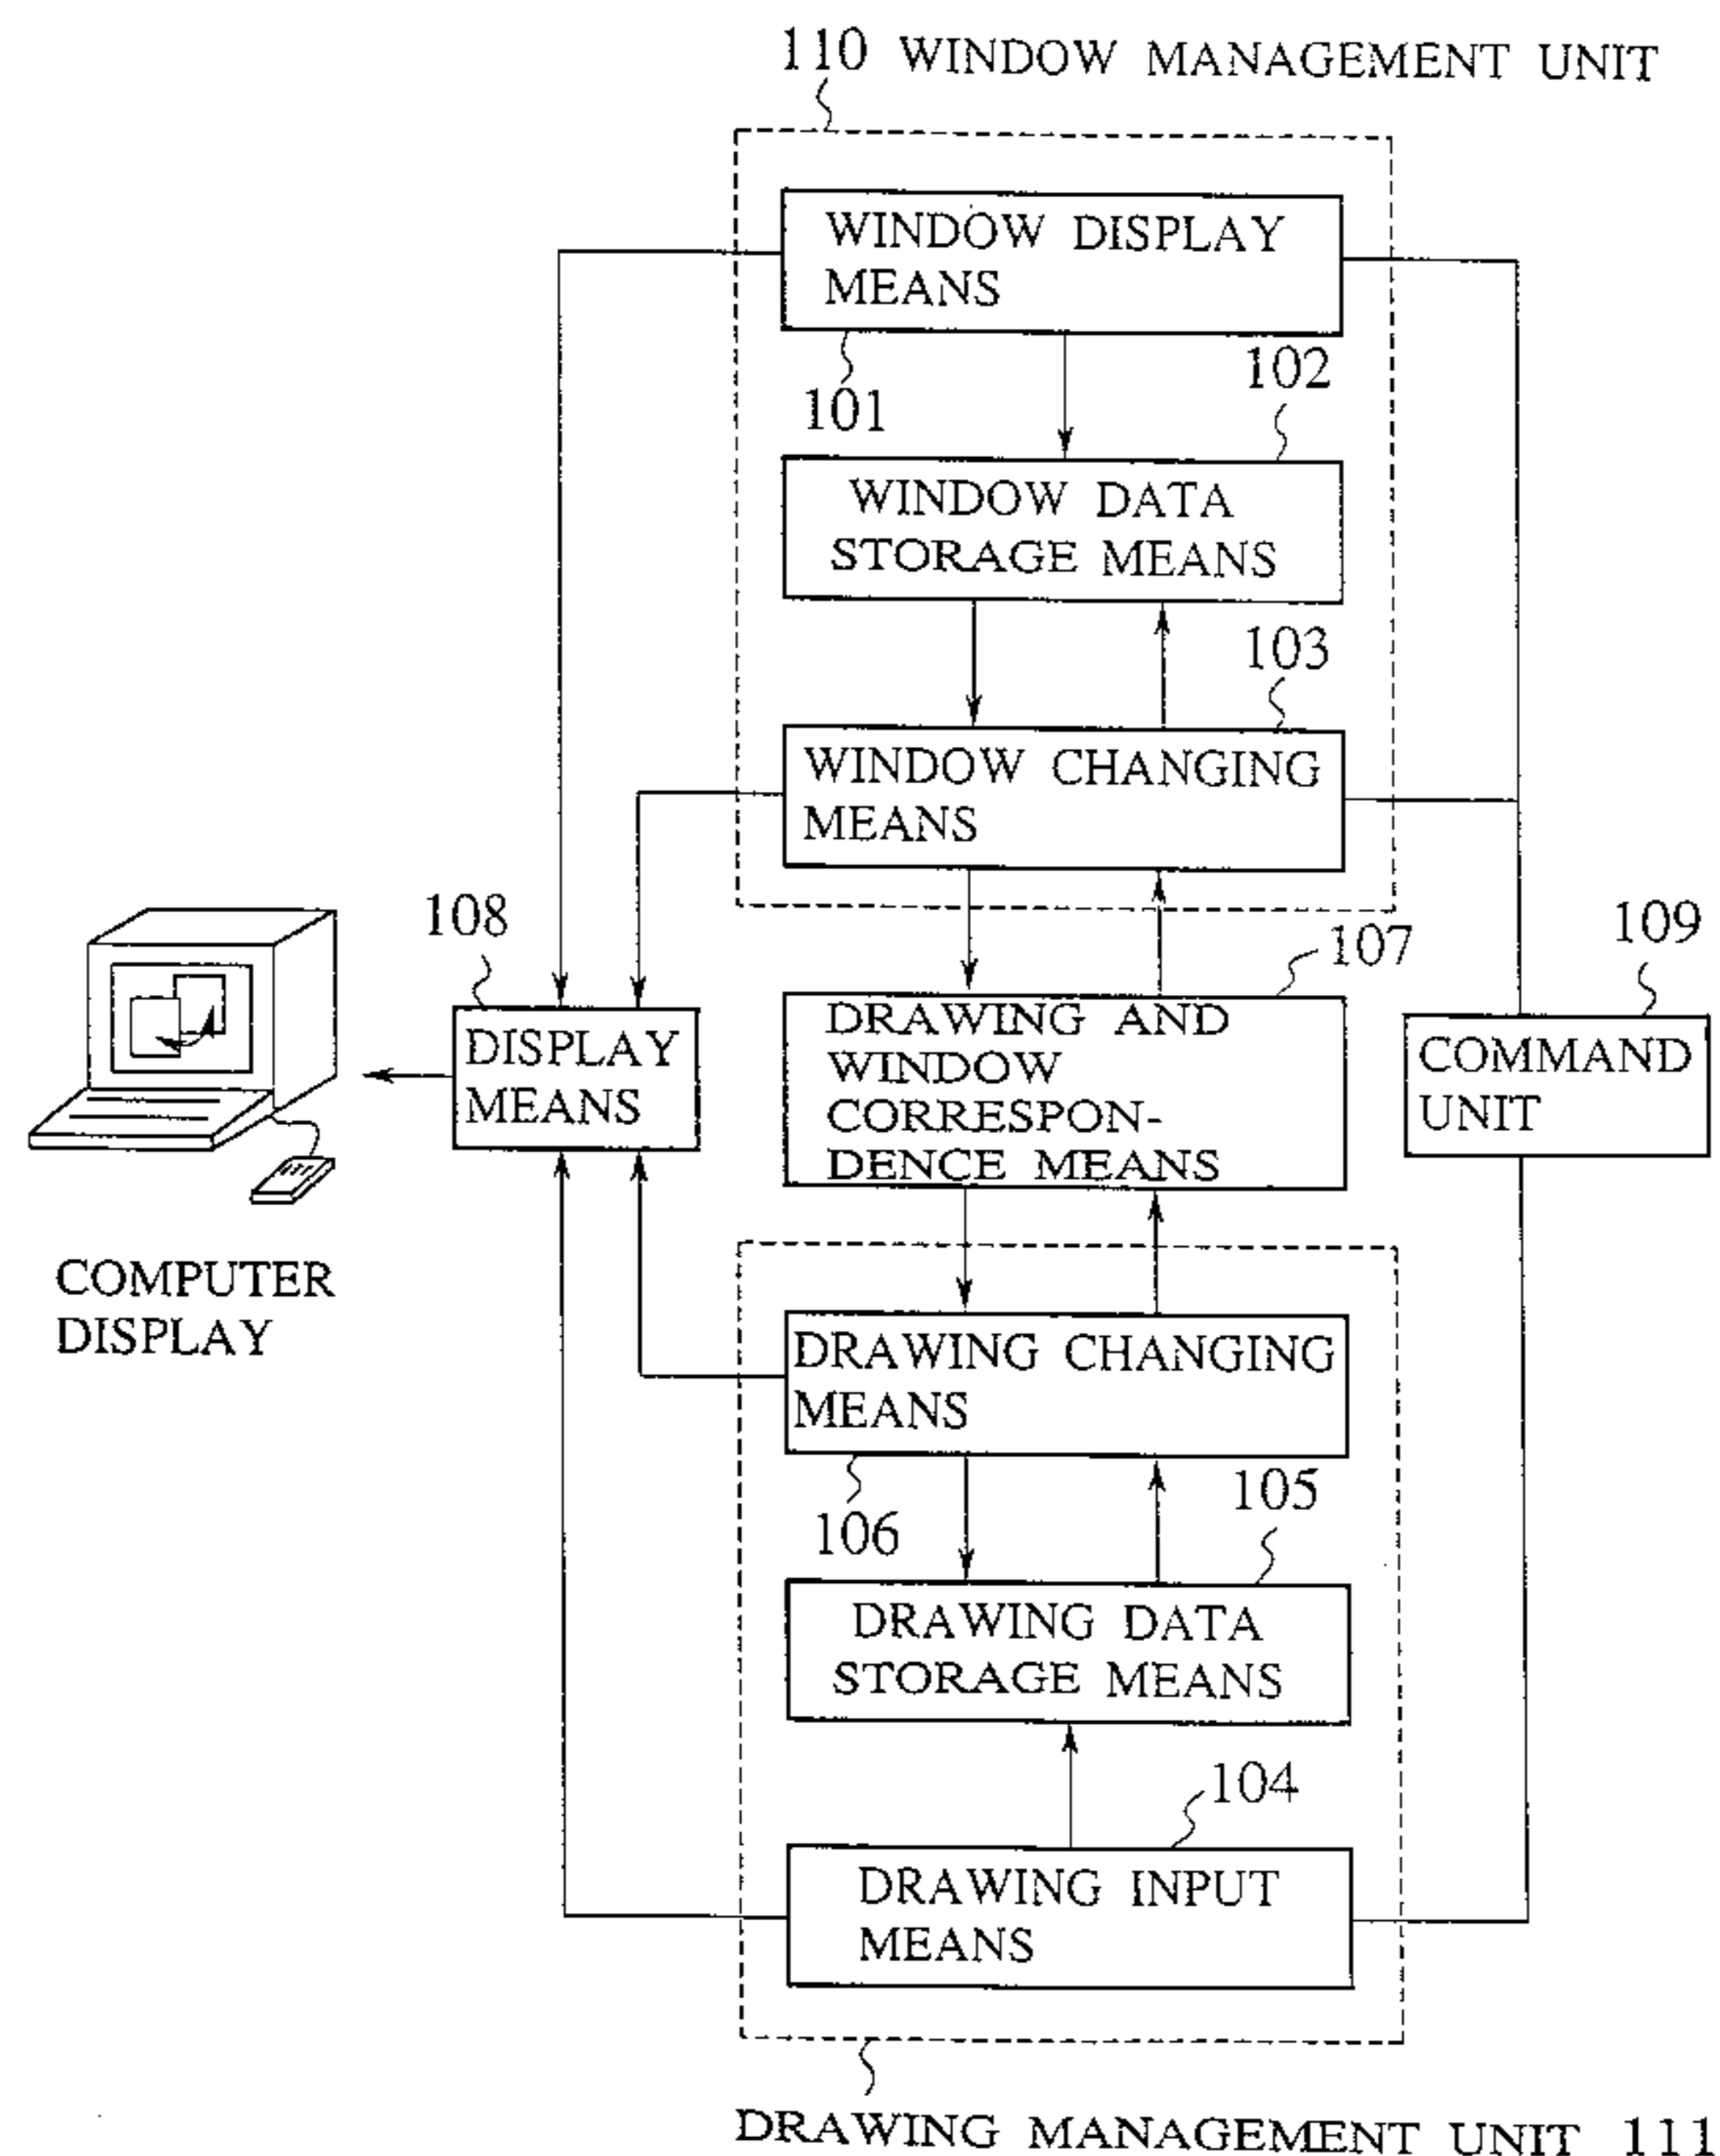 110 WINDOW MANAGEMENT UNIT
WINDOW DISPLAY
MEANS
101
102
WINDOW DATA
STORAGE MEANS
103
WINDOW CHANGING
MEANS
108
DISPLAY
MEANS
107
DRAWING AND
WINDOW
CORRESPON-
DENCE MEANS
109
COMMAND
UNIT
COMPUTER
DISPLAY
DRAWING CHANGING
MEANS
106
105
DRAWING DATA
STORAGE MEANS
104
DRAWING INPUT
MEANS
DRAWING MANAGEMENT UNIT 111